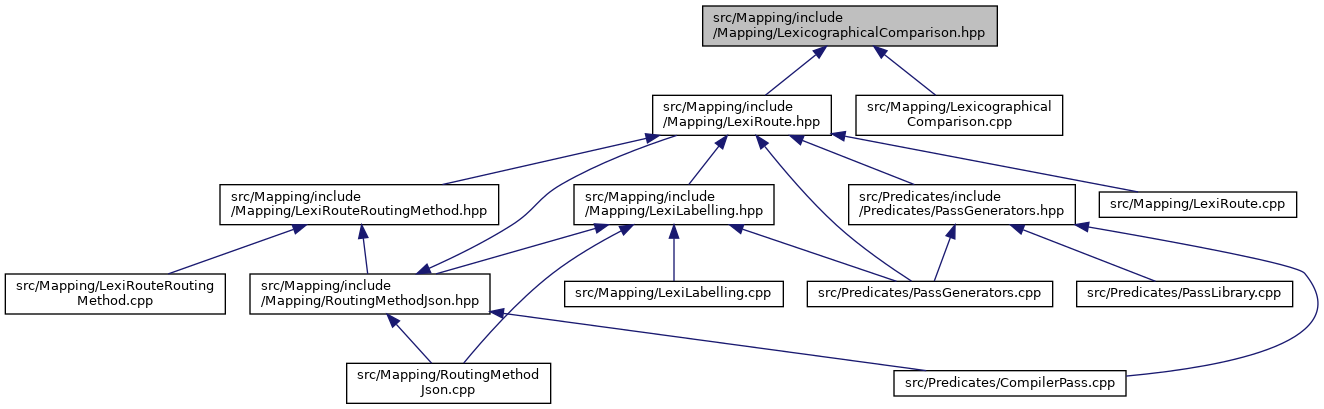 src/Mapping/include
/Mapping/LexicographicalComparison.hpp
src/Mapping/include
/Mapping/LexiRoute.hpp
src/Mapping/Lexicographical
Comparison.cpp
src/Mapping/include
/Mapping/LexiRouteRoutingMethod.hpp
src/Mapping/include
/Mapping/LexiLabelling.hpp
src/Predicates/include
/Predicates/PassGenerators.hpp
src/Mapping/LexiRoute.cpp
src/Mapping/LexiRouteRouting
Method.cpp
src/Mapping/include
/Mapping/RoutingMethodJson.hpp
src/Mapping/LexiLabelling.cpp
src/Predicates/PassGenerators.cpp
src/Predicates/PassLibrary.cpp
src/Mapping/RoutingMethod
Json.cpp
src/Predicates/CompilerPass.cpp